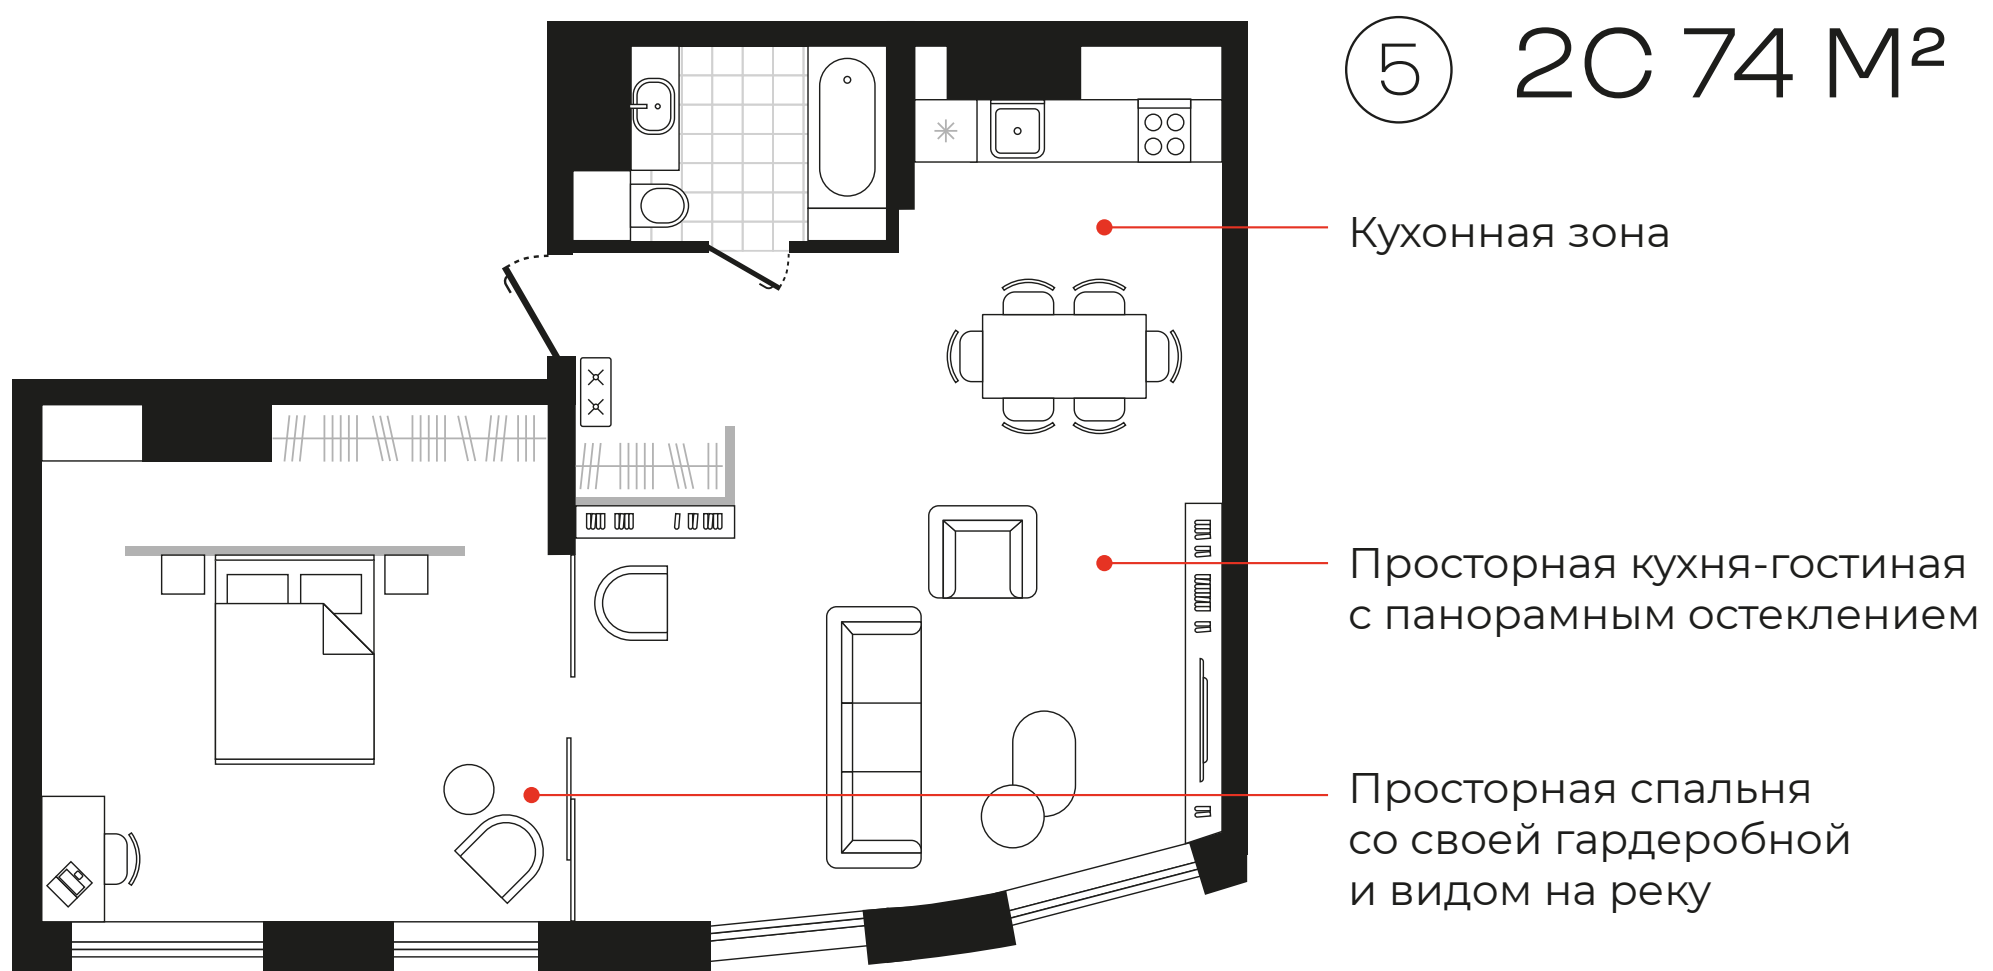 5 2С 74 М²
Кухонная зона
Просторная кухня-гостиная
с панорамным остеклением
Просторная спальня
со своей гардеробной
и видом на реку